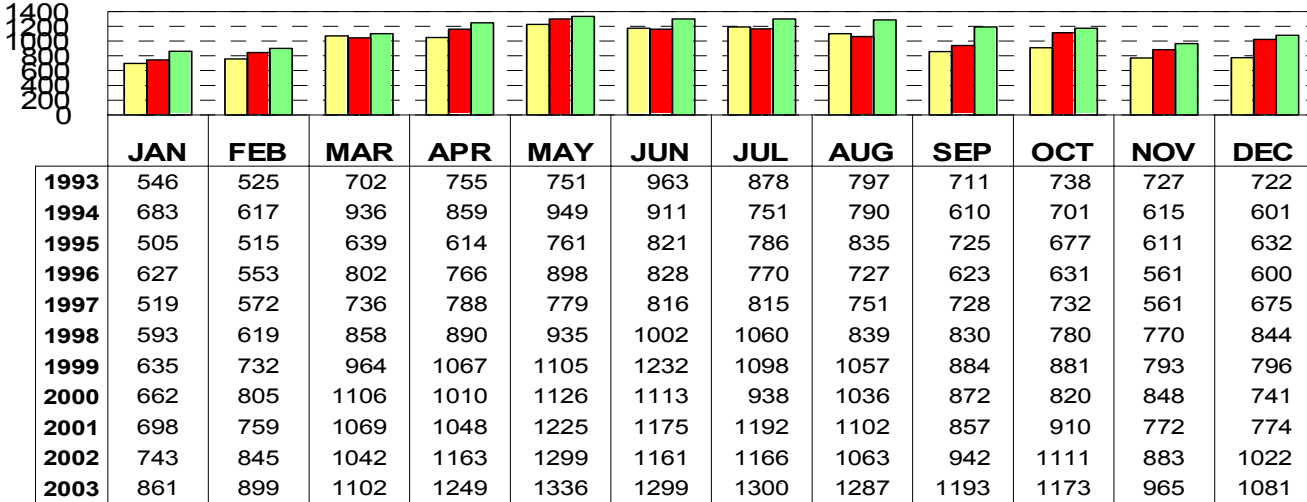 1400
1200
1000
800
600
400
200
0
JAN FEB MAR APR MAY JUN JUL AUG SEP OCT NOV DEC
1993 546 525 702 755 751 963 878 797 711 738 727 722
1994 683 617 936 859 949 911 751 790 610 701 615 601
1995 505 515 639 614 761 821 786 835 725 677 611 632
1996 627 553 802 766 898 828 770 727 623 631 561 600
1997 519 572 736 788 779 816 815 751 728 732 561 675
1998 593 619 858 890 935 1002 1060 839 830 780 770 844
1999 635 732 964 1067 1105 1232 1098 1057 884 881 793 796
2000 662 805 1106 1010 1126 1113 938 1036 872 820 848 741
2001 698 759 1069 1048 1225 1175 1192 1102 857 910 772 774
2002 743 845 1042 1163 1299 1161 1166 1063 942 1111 883 1022
2003 861 899 1102 1249 1336 1299 1300 1287 1193 1173 965 1081